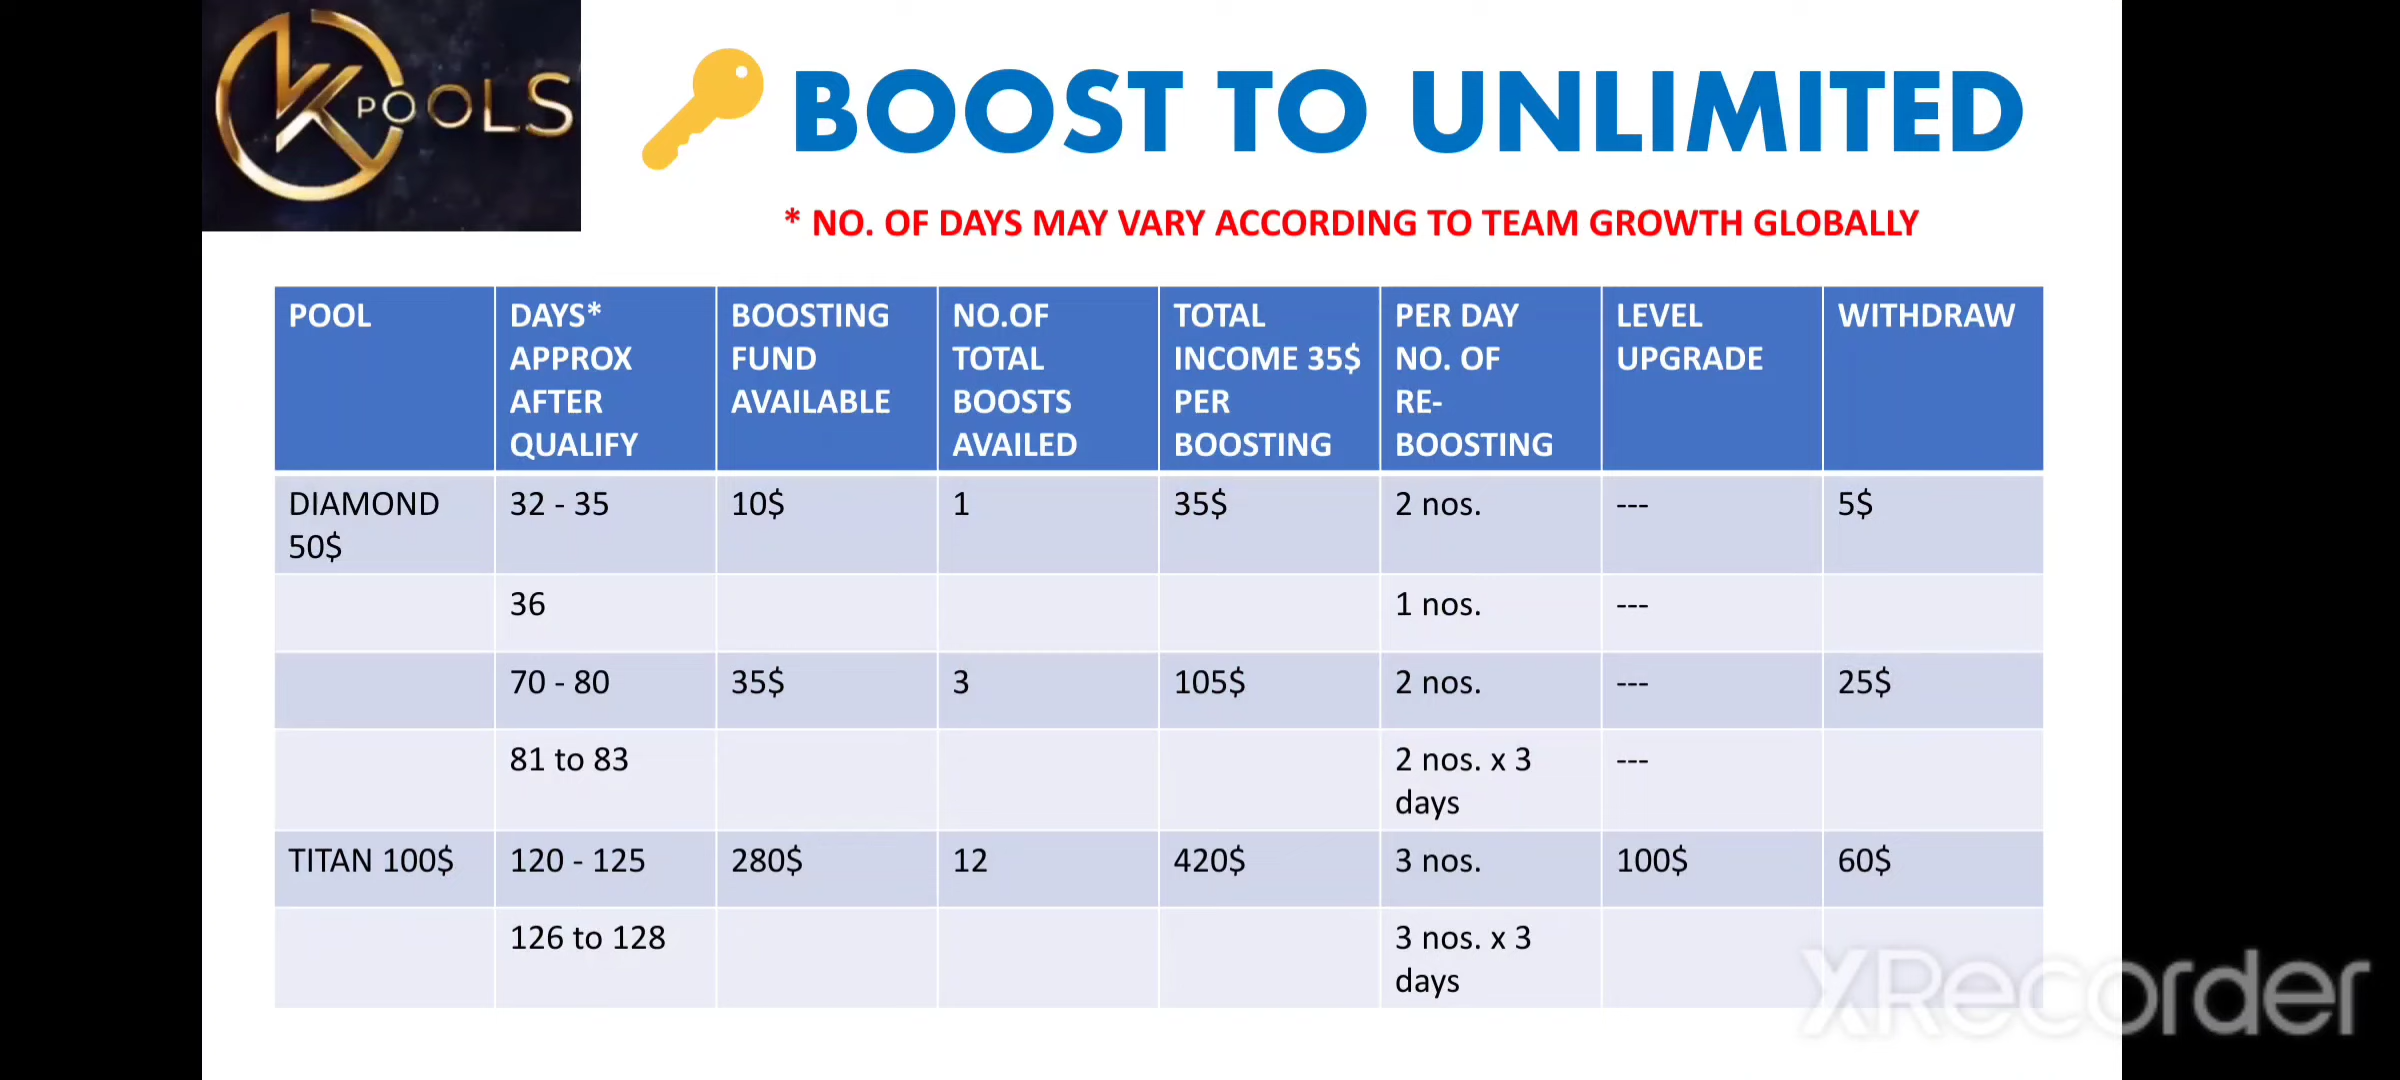 K POOLS
BOOST TO UNLIMITED
* NO. OF DAYS MAY VARY ACCORDING TO TEAM GROWTH GLOBALLY
POOL
DAYS*
APPROX
AFTER
QUALIFY
BOOSTING
FUND
AVAILABLE
NO.OF
TOTAL
BOOSTS
AVAILED
TOTAL
INCOME 35$
PER
BOOSTING
PER DAY
NO. OF
RE-
BOOSTING
LEVEL
UPGRADE
WITHDRAW
DIAMOND
50$
32 - 35
10$
1
35$
2 nos.
---
5$
36
1 nos.
---
70 - 80
35$
3
105$
2 nos.
---
25$
81 to 83
2 nos. x 3
days
---
TITAN 100$
120 - 125
280$
12
420$
3 nos.
100$
60$
126 to 128
3 nos. x 3
days
XRecorder